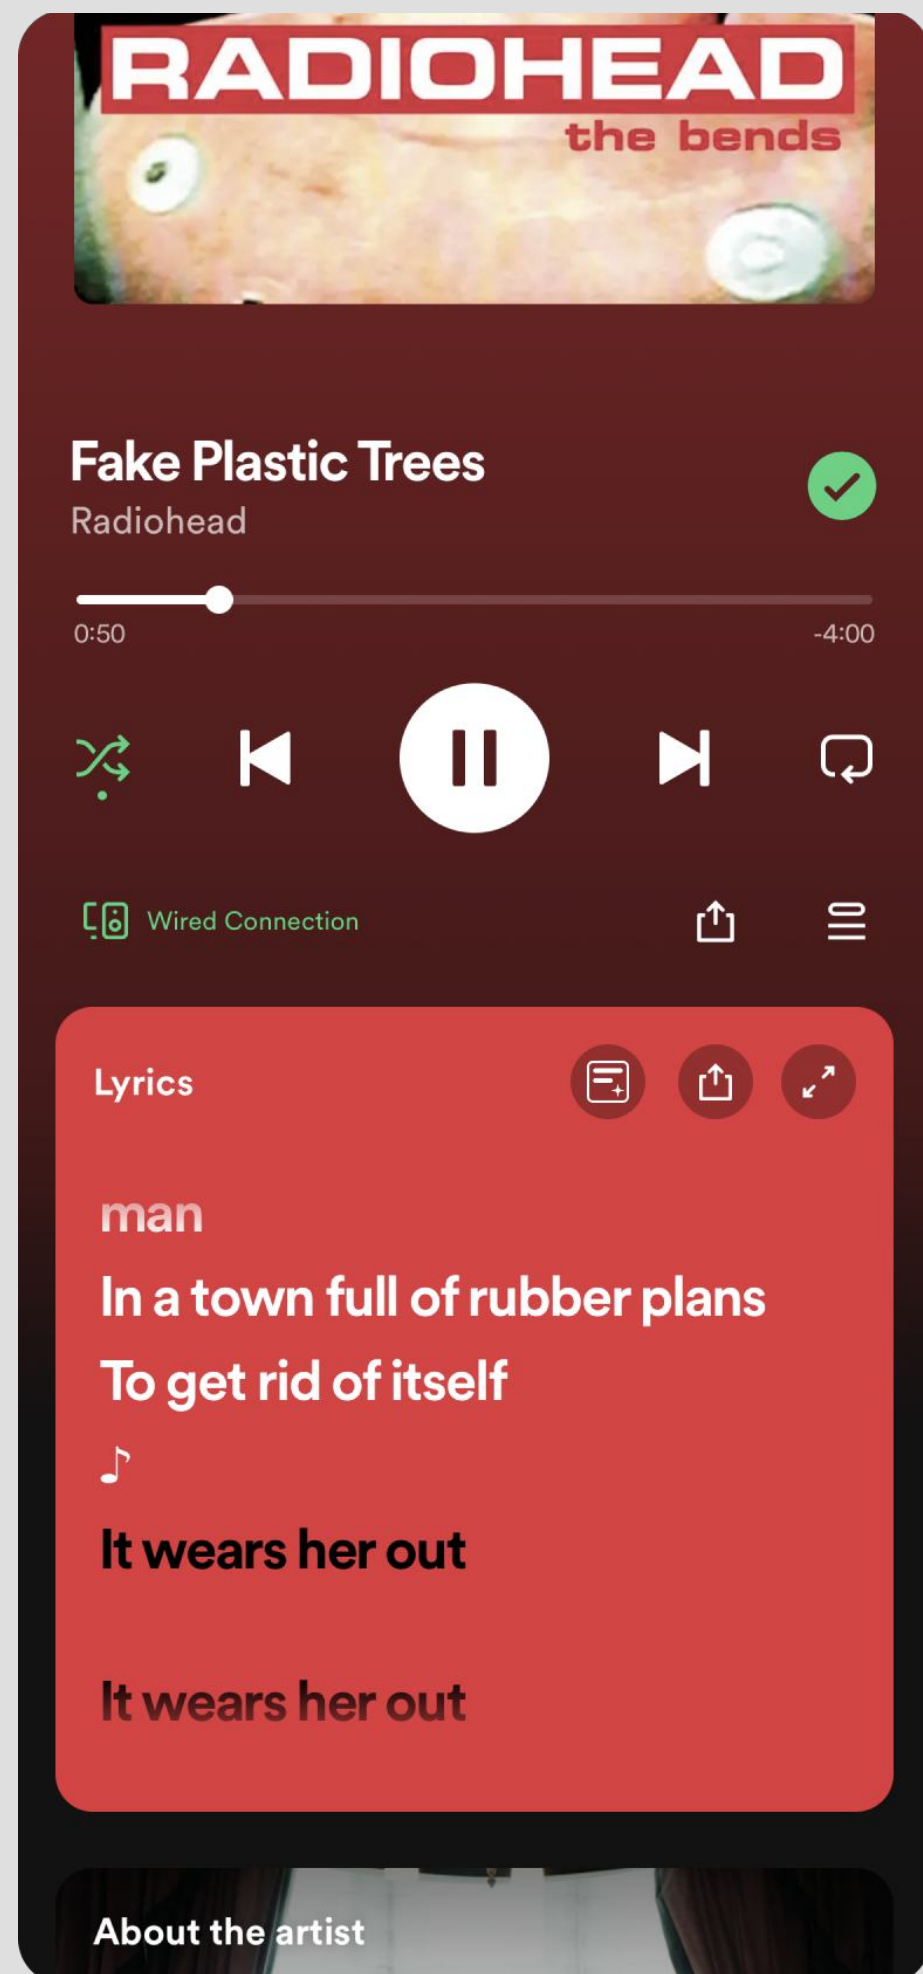 RADIOHEAD
the bends
Fake Plastic Trees
Radiohead
0:50
-4:00
Wired Connection
Lyrics
man
In a town full of rubber plans
To get rid of itself
♪
It wears her out
It wears her out
About the artist